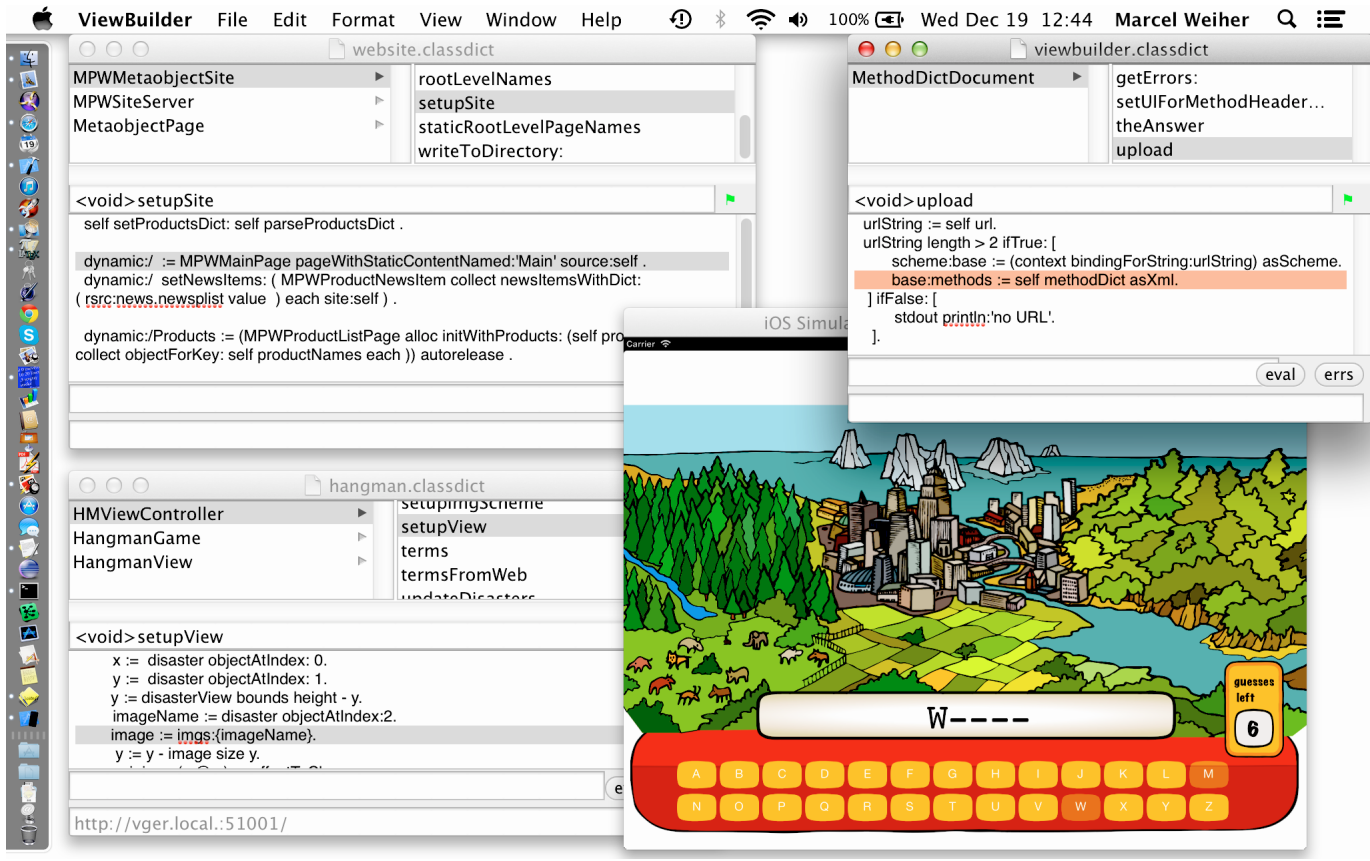 ViewBuilder File Edit Format View Window Help 100% Wed Dec 19 12:44 Marcel Weiher
website.classdict
MPWMetaobjectSite
MPWSiteServer
MetaobjectPage
rootLevelNames
setupSite
staticRootLevelPageNames
writeToDirectory:
<void>setupSite
self setProductsDict: self parseProductsDict .
dynamic:/ := MPWMainPage pageWithStaticContentNamed:'Main' source:self .
dynamic:/ setNewsItems: ( MPWProductNewsItem collect newsItemsWithDict:
( rsrc:news.newsplist value ) each site:self ) .
dynamic:/Products := (MPWProductListPage alloc initWithProducts: (self pro
collect objectForKey: self productNames each )) autorelease .
viewbuilder.classdict
MethodDictDocument
getErrors:
setUIForMethodHeader…
theAnswer
upload
<void>upload
urlString := self url.
urlString length > 2 ifTrue: [
scheme:base := (context bindingForString:urlString) asScheme.
base:methods := self methodDict asXml.
] ifFalse: [
stdout println:'no URL'.
].
eval errs
hangman.classdict
HMViewController
HangmanGame
HangmanView
setupImgScheme
setupView
terms
termsFromWeb
updateDisasters
<void>setupView
x := disaster objectAtIndex: 0.
y := disaster objectAtIndex: 1.
y := disasterView bounds height - y.
imageName := disaster objectAtIndex:2.
image := imgs:{imageName}.
y := y - image size y.
e
http://vger.local.:51001/
iOS Simula
Carrier
guesses
left
6
W----
A B C D E F G H I J K L M
N O P Q R S T U V W X Y Z
19